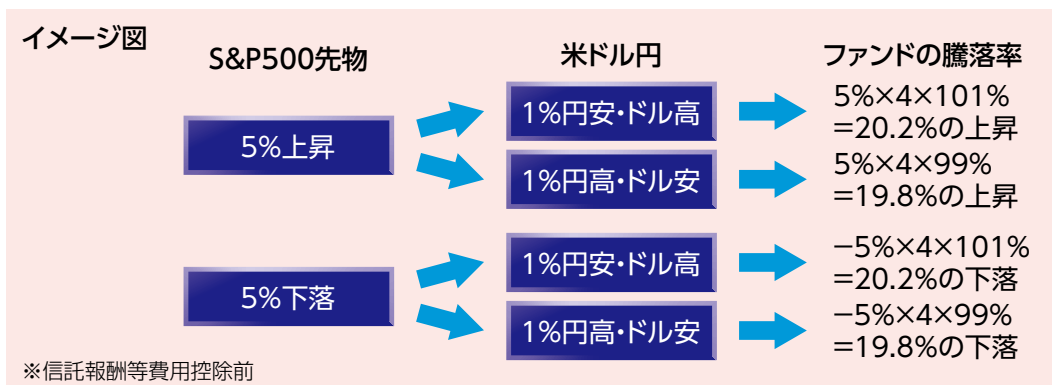 イメージ図
S&P500先物
米ドル円
ファンドの騰落率
5%上昇
1%円安・ドル高
5%×4×101%
=20.2%の上昇
1%円高・ドル安
5%×4×99%
=19.8%の上昇
5%下落
1%円安・ドル高
−5%×4×101%
=20.2%の下落
1%円高・ドル安
−5%×4×99%
=19.8%の下落
※信託報酬等費用控除前